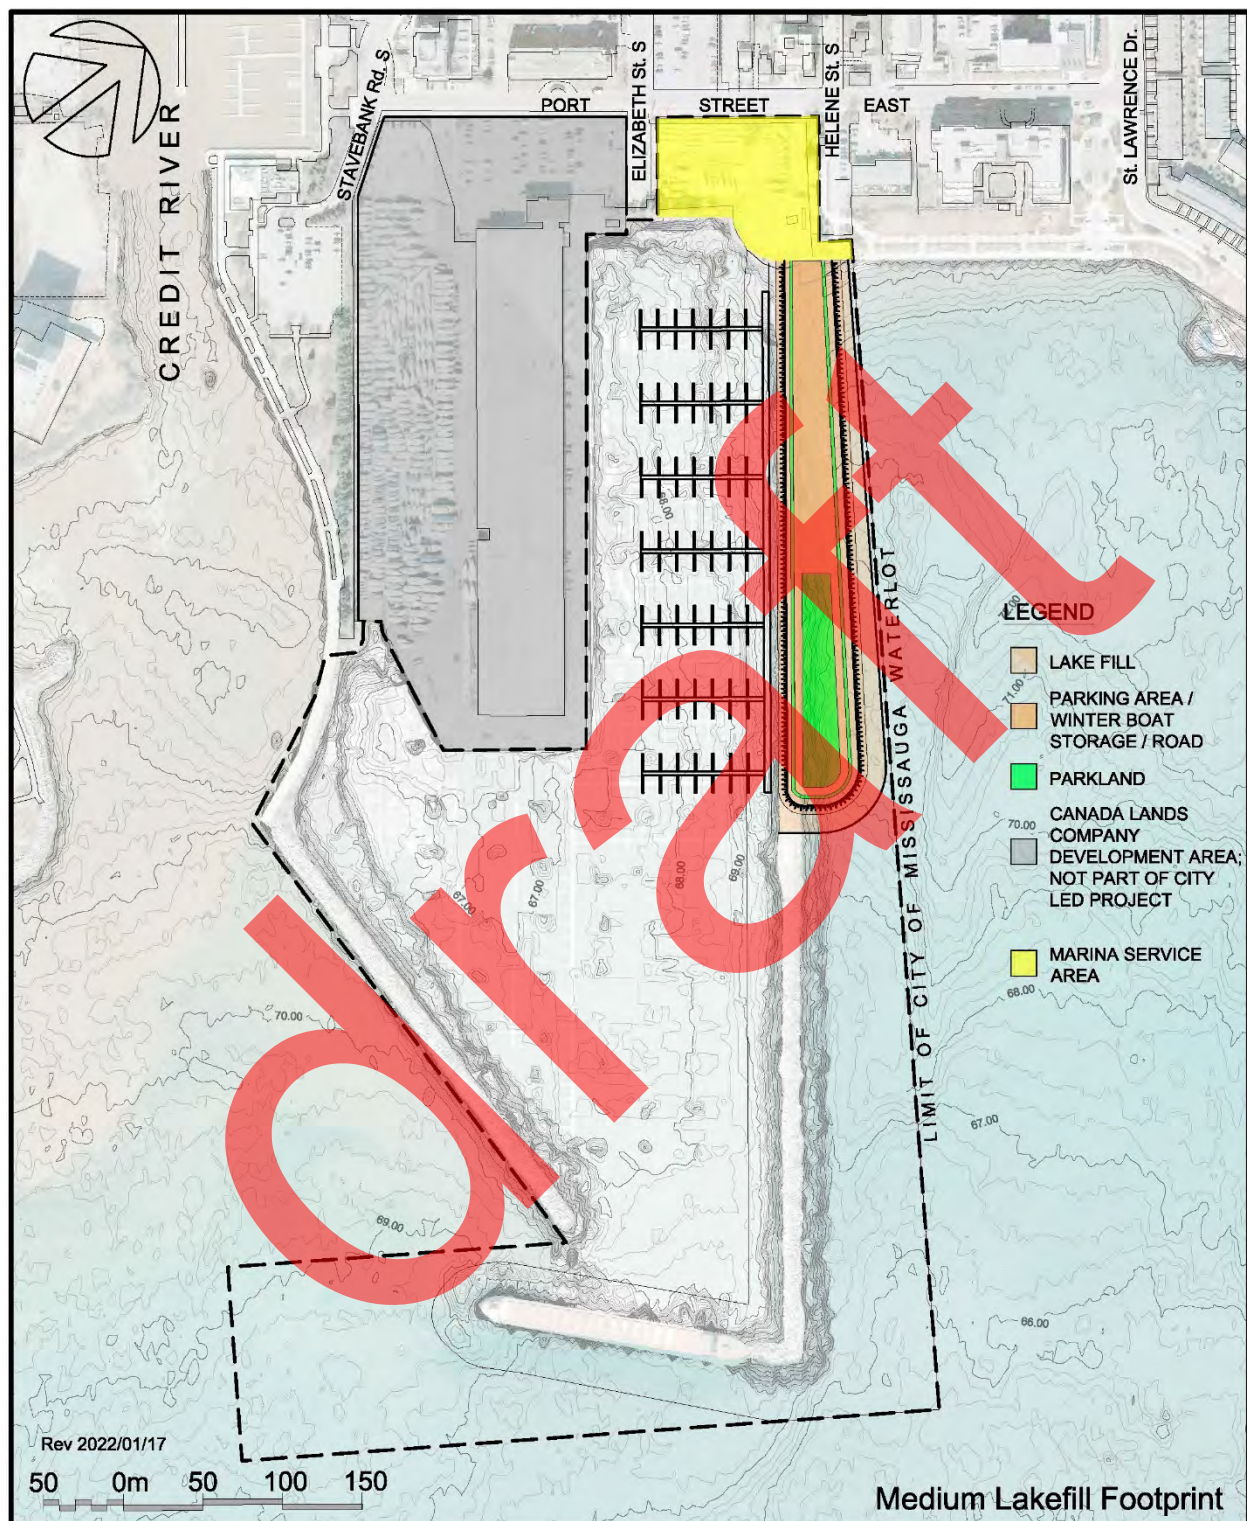 PORT STREET EAST
STAVEBANK Rd. S
ELIZABETH St. S
HELENE St. S
St. LAWRENCE Dr.
CREDIT RIVER
68.00
LIMIT OF CITY OF MISSISSAUGA WATERLOT
LEGEND
LAKE FILL
71.00
PARKING AREA /
WINTER BOAT
STORAGE / ROAD
PARKLAND
70.00
CANADA LANDS
COMPANY
DEVELOPMENT AREA;
NOT PART OF CITY
LED PROJECT
MARINA SERVICE
AREA
67.00
67.00
68.00
69.00
68.00
70.00
67.00
69.00
66.00
draft
Rev 2022/01/17
50 0m 50 100 150
Medium Lakefill Footprint